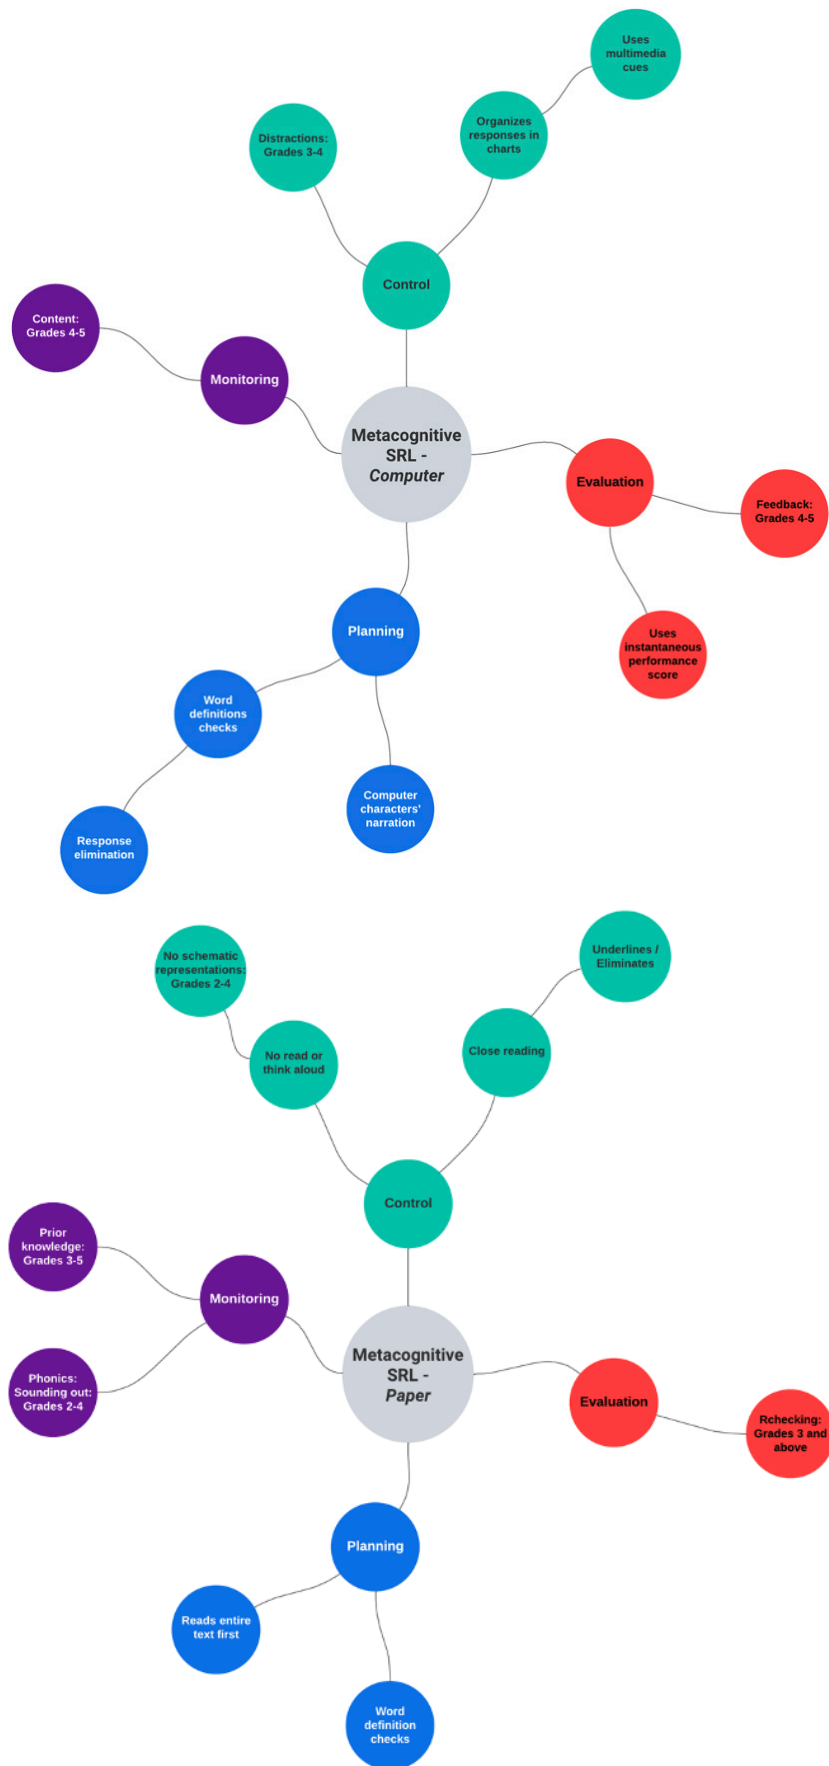 Uses
multimedia
cues
Organizes
responses in
charts
Distractions:
Grades 3-4
Control
Content:
Grades 4-5
Monitoring
Metacognitive
SRL -
Computer
Evaluation
Feedback:
Grades 4-5
Uses
instantaneous
performance
score
Planning
Word
definitions
checks
Computer
characters'
narration
Response
elimination
No schematic
representations:
Grades 2-4
Underlines /
Eliminates
No read or
think aloud
Close reading
Control
Prior
knowledge:
Grades 3-5
Monitoring
Phonics:
Sounding out:
Grades 2-4
Metacognitive
SRL -
Paper
Evaluation
Rchecking:
Grades 3 and
above
Planning
Reads entire
text first
Word
definition
checks